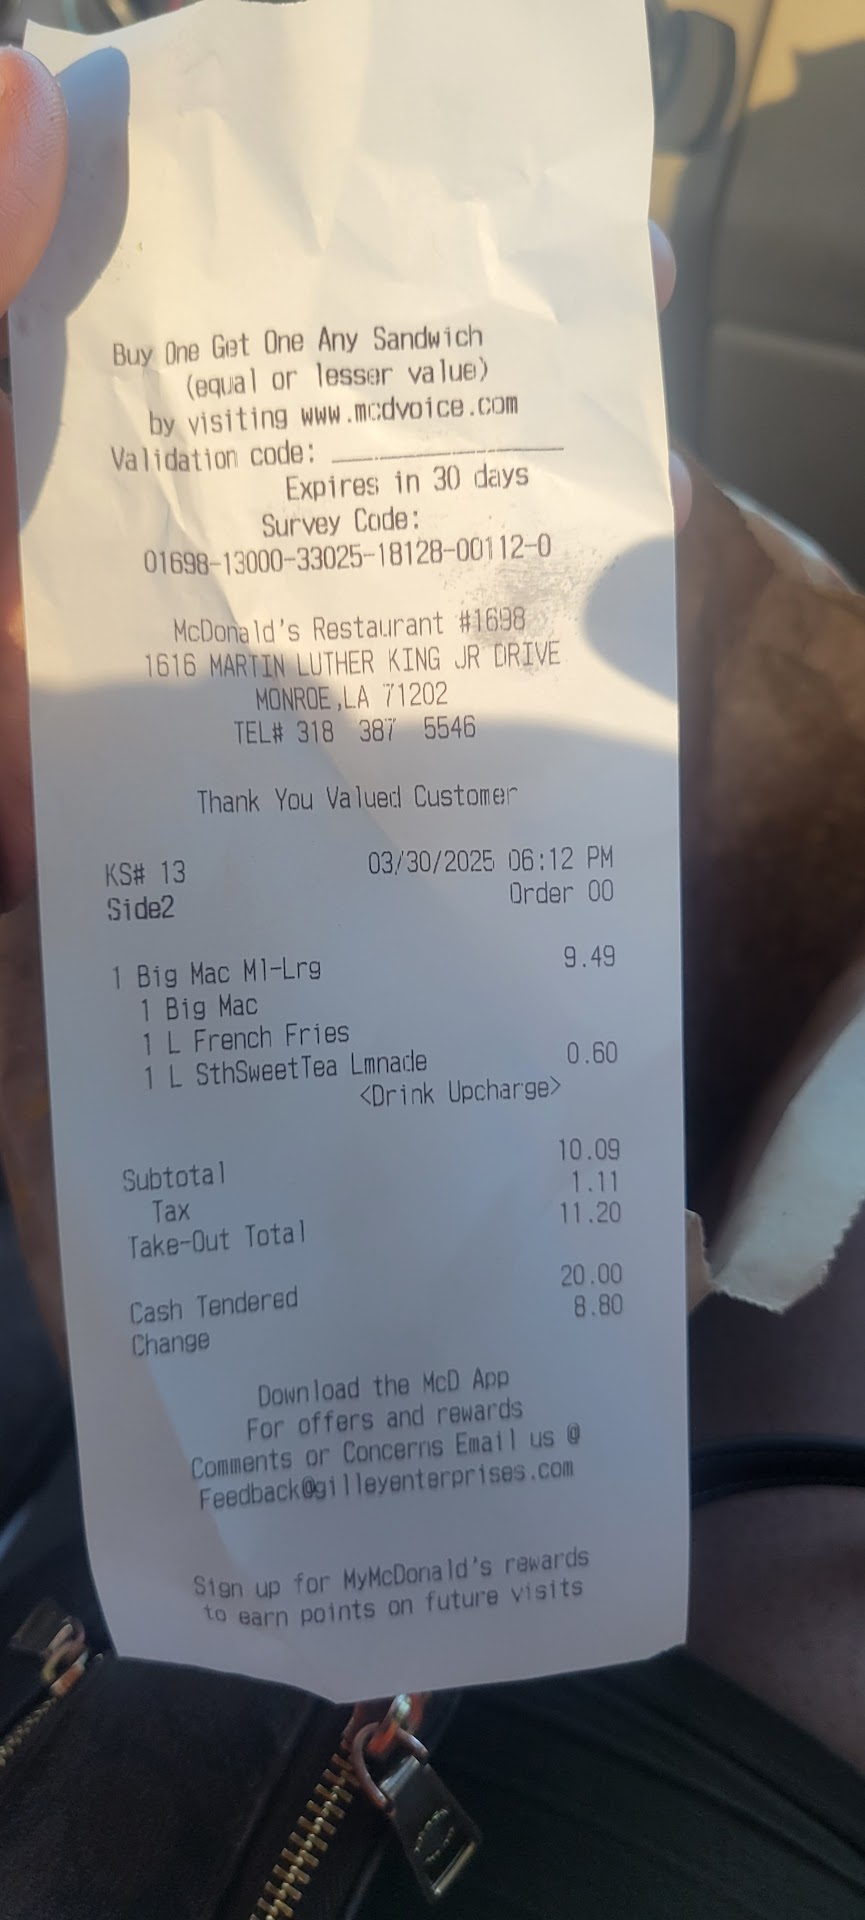 Buy One Get One Any Sandwich
(equal or lesser value)
by visiting www.mcdvoice.com
Validation code: ____________________
Expires in 30 days
Survey Code:
01698-13000-33025-18128-00112-0
McDonald's Restaurant #1698
1616 MARTIN LUTHER KING JR DRIVE
MONROE,LA 71202
TEL# 318 387 5546
Thank You Valued Customer
KS# 13 03/30/2025 06:12 PM
Side2 Order 00
1 Big Mac Ml-Lrg 9.49
1 Big Mac
1 L French Fries
1 L SthSweetTea Lmnade 0.60
<Drink Upcharge>
Subtotal 10.09
Tax 1.11
Take-Out Total 11.20
Cash Tendered 20.00
Change 8.80
Download the McD App
For offers and rewards
Comments or Concerns Email us @
Feedback@gilleyenterprises.com
Sign up for MyMcDonald's rewards
to earn points on future visits